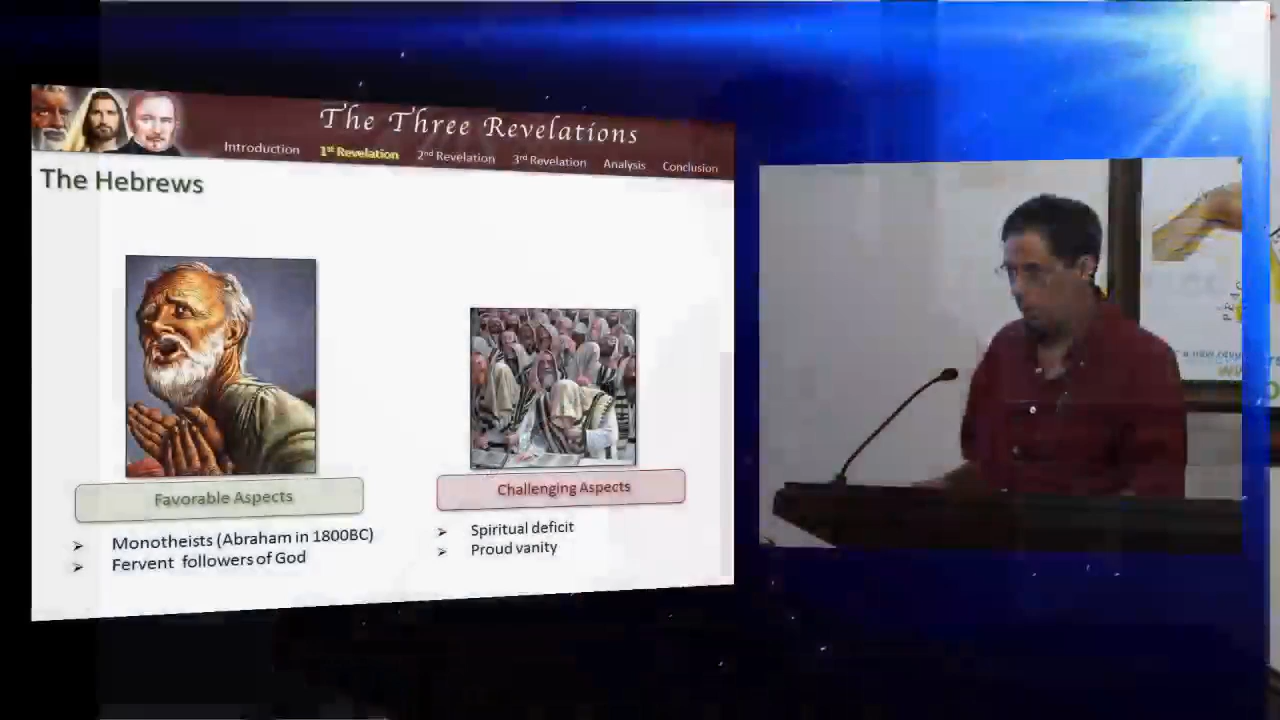 The Three Revelations
Introduction 1st Revelation 2nd Revelation 3rd Revelation Analysis Conclusion
The Hebrews
Favorable Aspects
Challenging Aspects
Monotheists (Abraham in 1800BC)
Fervent followers of God
Spiritual deficit
Proud vanity